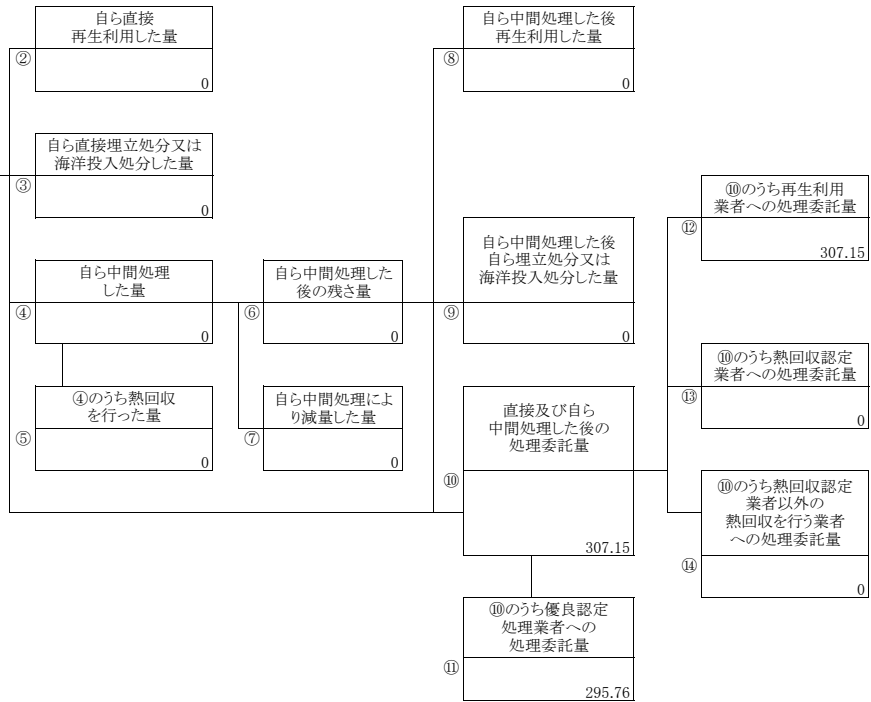 自ら直接
再生利用した量
②
0
自ら直接埋立処分又は
海洋投入処分した量
③
0
自ら中間処理
した量
④
0
④のうち熱回収
を行った量
⑤
0
自ら中間処理した
後の残さ量
⑥
0
自ら中間処理によ
り減量した量
⑦
0
自ら中間処理した後
再生利用した量
⑧
0
自ら中間処理した後
自ら埋立処分又は
海洋投入処分した量
⑨
0
直接及び自ら
中間処理した後の
処理委託量
⑩
307.15
⑩のうち優良認定
処理業者への
処理委託量
⑪
295.76
⑩のうち再生利用
業者への処理委託量
⑫
307.15
⑩のうち熱回収認定
業者への処理委託量
⑬
0
⑩のうち熱回収認定
業者以外の
熱回収を行う業者
への処理委託量
⑭
0